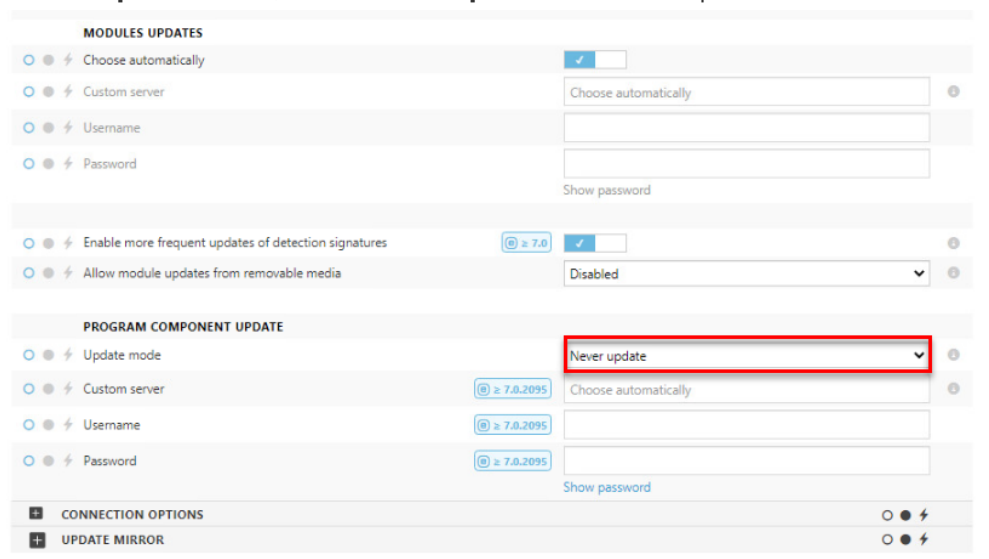 MODULES UPDATES
Choose automatically
Custom server Choose automatically
Username
Password
Show password
Enable more frequent updates of detection signatures ≥ 7.0
Allow module updates from removable media Disabled
PROGRAM COMPONENT UPDATE
Update mode Never update
Custom server ≥ 7.0.2095 Choose automatically
Username ≥ 7.0.2095
Password ≥ 7.0.2095
Show password
CONNECTION OPTIONS
UPDATE MIRROR